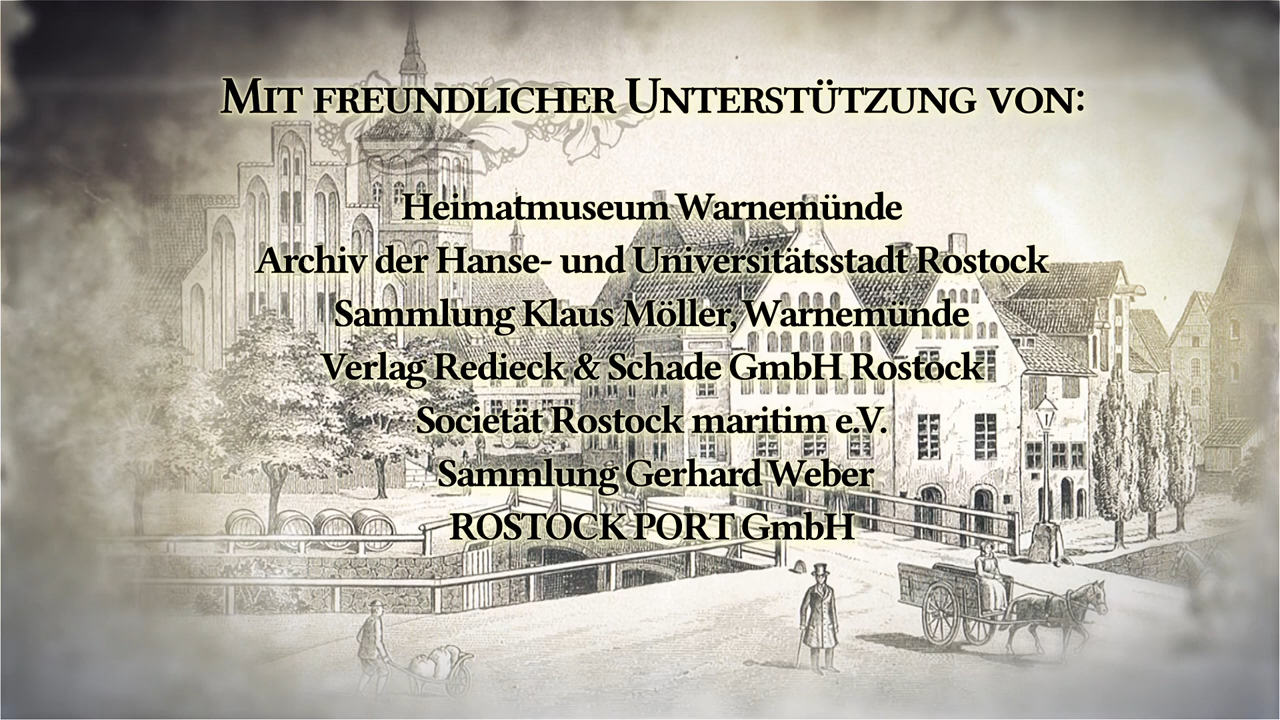 Mit freundlicher Unterstützung von:
Heimatmuseum Warnemünde
Archiv der Hanse- und Universitätsstadt Rostock
Sammlung Klaus Möller, Warnemünde
Verlag Redieck & Schade GmbH Rostock
Societät Rostock maritim e.V.
Sammlung Gerhard Weber
ROSTOCK PORT GmbH